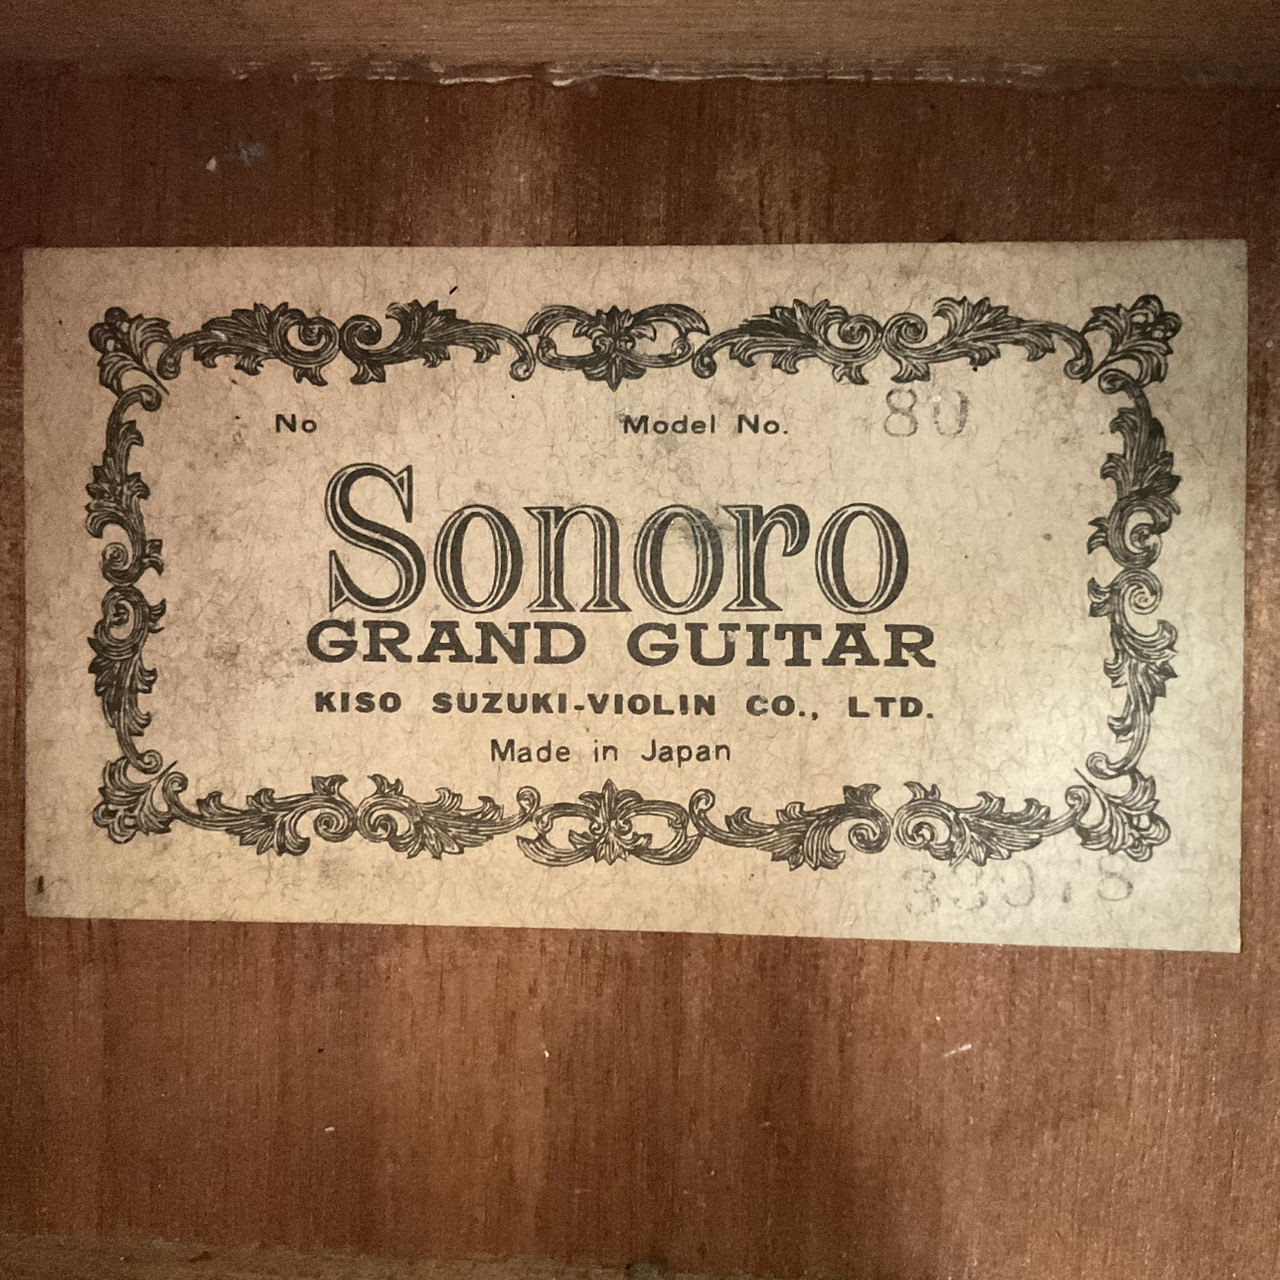 No Model No. 80
Sonoro
GRAND GUITAR
KISO SUZUKI-VIOLIN CO., LTD.
Made in Japan